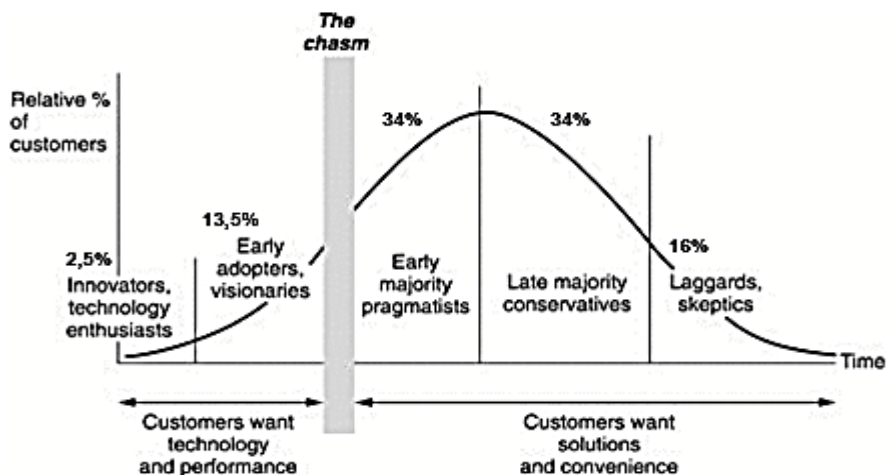 The
chasm
Relative %
of
customers
34%
34%
13,5%
2,5%
16%
Innovators,
technology
enthusiasts
Early
adopters,
visionaries
Early
majority
pragmatists
Late majority
conservatives
Laggards,
skeptics
Time
Customers want
technology
and performance
Customers want
solutions
and convenience